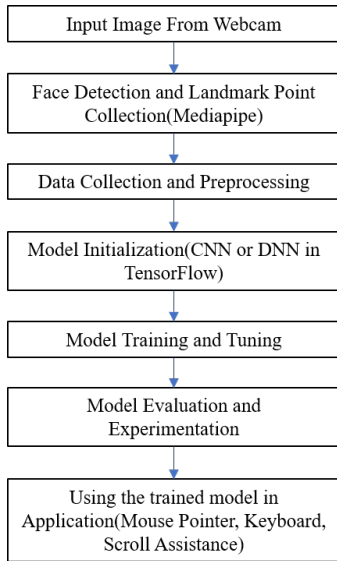 Input Image From Webcam
Face Detection and Landmark Point
Collection(Mediapipe)
Data Collection and Preprocessing
Model Initialization(CNN or DNN in
TensorFlow)
Model Training and Tuning
Model Evaluation and
Experimentation
Using the trained model in
Application(Mouse Pointer, Keyboard,
Scroll Assistance)